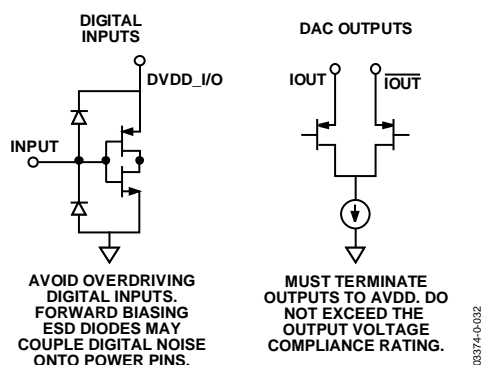 DIGITAL
INPUTS
DVDD_I/O
INPUT
AVOID OVERDRIVING
DIGITAL INPUTS.
FORWARD BIASING
ESD DIODES MAY
COUPLE DIGITAL NOISE
ONTO POWER PINS.
DAC OUTPUTS
IOUT
IOUT
MUST TERMINATE
OUTPUTS TO AVDD. DO
NOT EXCEED THE
OUTPUT VOLTAGE
COMPLIANCE RATING.
03374-0-032